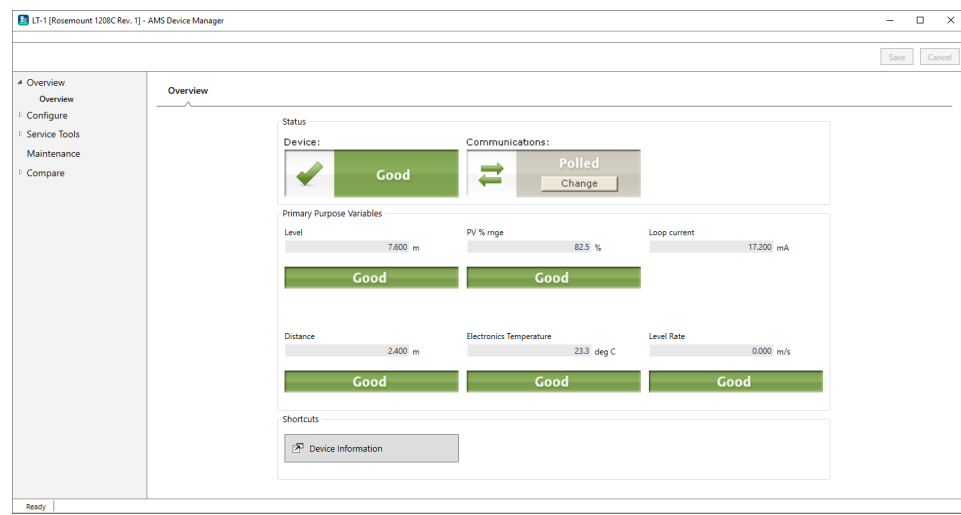 LT-1 [Rosemount 1208C Rev. 1] - AMS Device Manager
Save Cancel
Overview
Overview
Configure
Service Tools
Maintenance
Compare
Overview
Status
Device: Communications:
Good Polled
Change
Primary Purpose Variables
Level PV % rnge Loop current
7.600 m 82.5 % 17.200 mA
Good Good
Distance Electronics Temperature Level Rate
2.400 m 23.3 deg C 0.000 m/s
Good Good Good
Shortcuts
Device Information
Ready